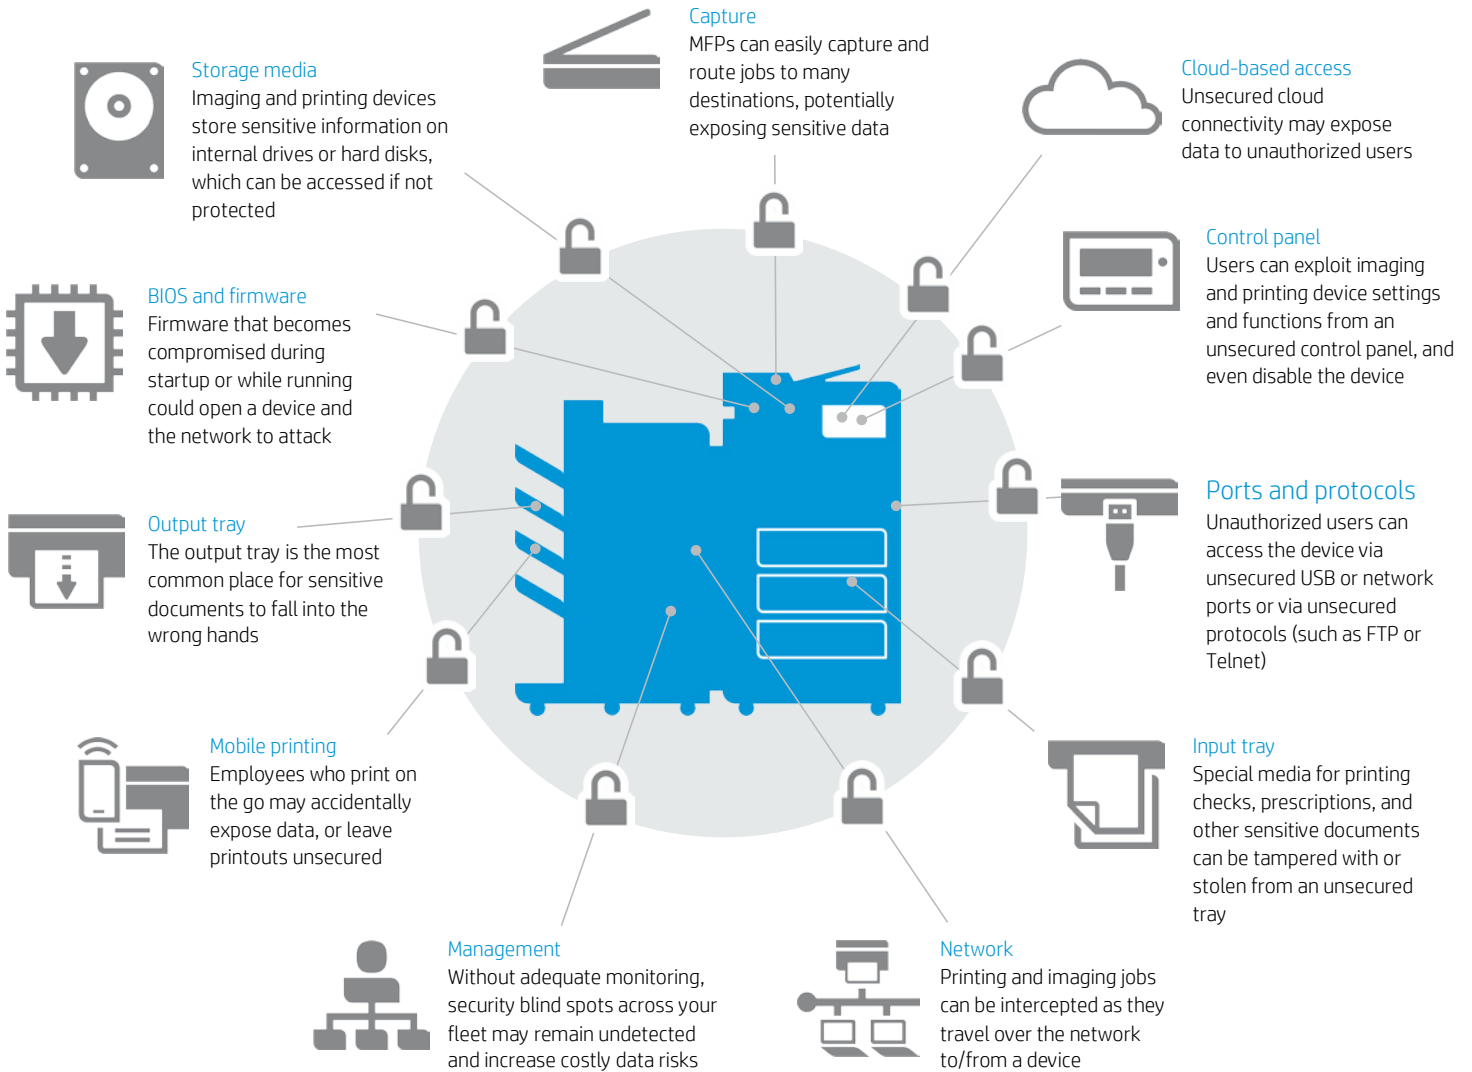 Capture
MFPs can easily capture and
route jobs to many
destinations, potentially
exposing sensitive data
Storage media
Imaging and printing devices
store sensitive information on
internal drives or hard disks,
which can be accessed if not
protected
Cloud-based access
Unsecured cloud
connectivity may expose
data to unauthorized users
Control panel
Users can exploit imaging
and printing device settings
and functions from an
unsecured control panel, and
even disable the device
BIOS and firmware
Firmware that becomes
compromised during
startup or while running
could open a device and
the network to attack
Ports and protocols
Unauthorized users can
access the device via
unsecured USB or network
ports or via unsecured
protocols (such as FTP or
Telnet)
Output tray
The output tray is the most
common place for sensitive
documents to fall into the
wrong hands
Mobile printing
Employees who print on
the go may accidentally
expose data, or leave
printouts unsecured
Input tray
Special media for printing
checks, prescriptions, and
other sensitive documents
can be tampered with or
stolen from an unsecured
tray
Management
Without adequate monitoring,
security blind spots across your
fleet may remain undetected
and increase costly data risks
Network
Printing and imaging jobs
can be intercepted as they
travel over the network
to/from a device